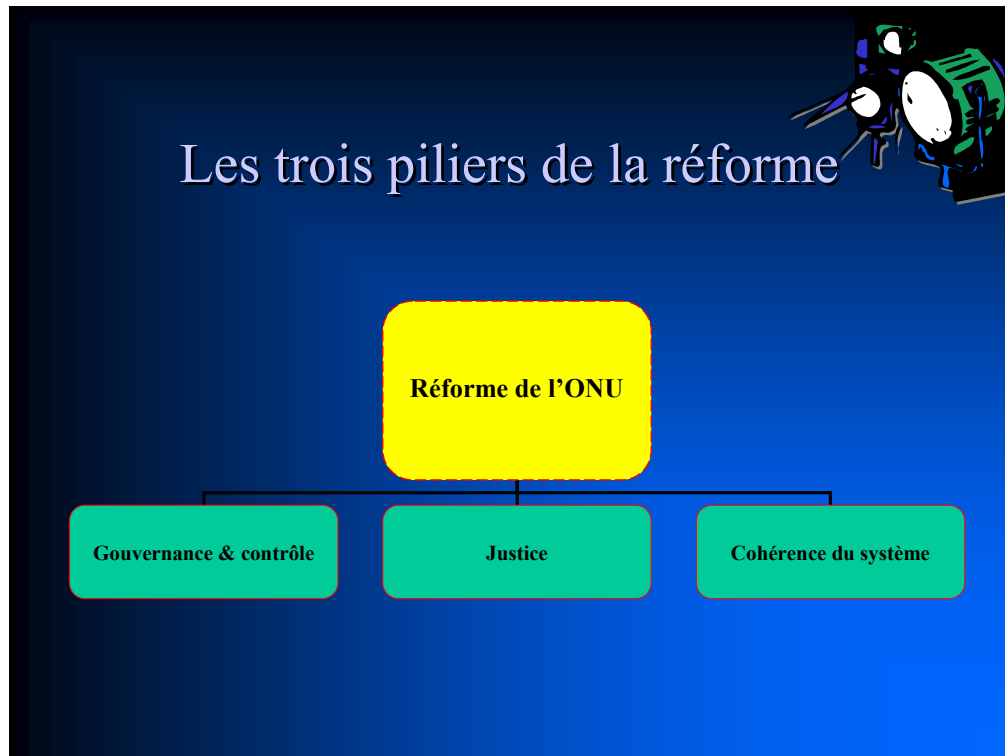 Les trois piliers de la réforme
Réforme de l’ONU
Gouvernance & contrôle
Justice
Cohérence du système